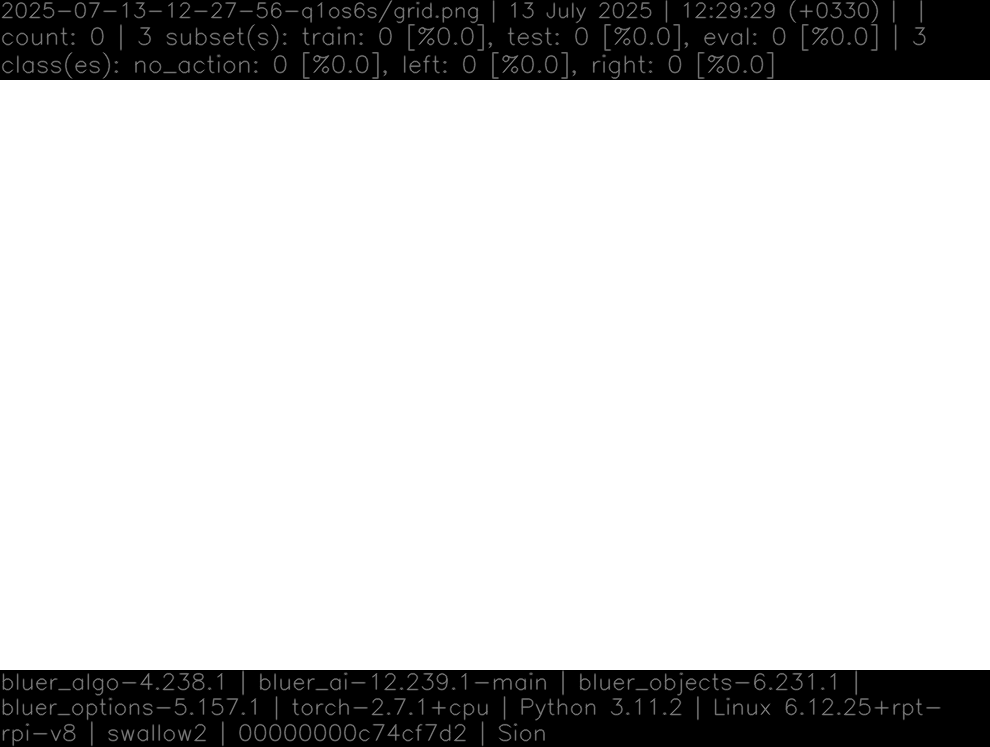 2025-07-13-12-27-56-q1os6s/grid.png | 13 July 2025 | 12:29:29 (+0330) | |
count: 0 | 3 subset(s): train: 0 [%0.0], test: 0 [%0.0], eval: 0 [%0.0] | 3
class(es): no_action: 0 [%0.0], left: 0 [%0.0], right: 0 [%0.0]
bluer_algo-4.238.1 | bluer_ai-12.239.1-main | bluer_objects-6.231.1 |
bluer_options-5.157.1 | torch-2.7.1+cpu | Python 3.11.2 | Linux 6.12.25+rpt-
rpi-v8 | swallow2 | 00000000c74cf7d2 | Sion